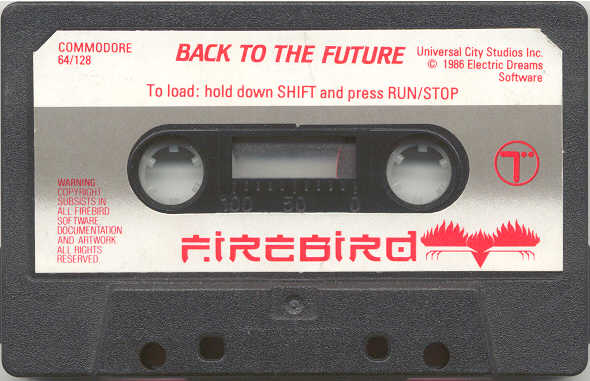 COMMODORE
64/128
BACK TO THE FUTURE
Universal City Studios Inc.
© 1986 Electric Dreams
Software
To load: hold down SHIFT and press RUN/STOP
100 50 0
T
WARNING
COPYRIGHT
SUBSISTS IN
ALL FIREBIRD
SOFTWARE
DOCUMENTATION
AND ARTWORK
ALL RIGHTS
RESERVED.
FIREBIRD